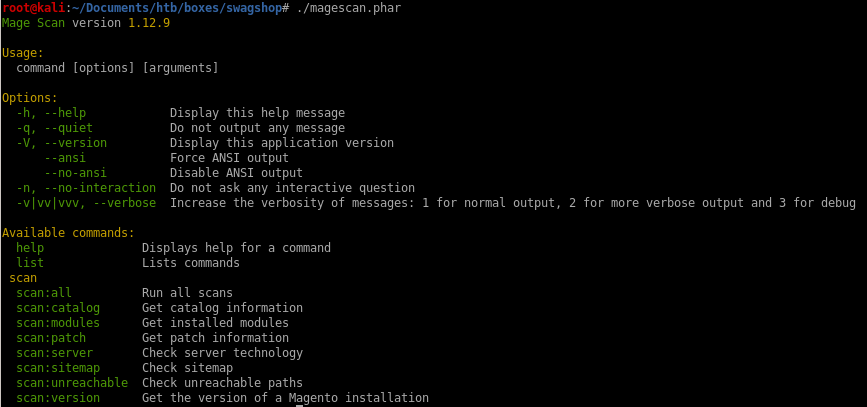 root@kali:~/Documents/htb/boxes/swagshop# ./magescan.phar
Mage Scan version 1.12.9

Usage:
  command [options] [arguments]

Options:
  -h, --help            Display this help message
  -q, --quiet           Do not output any message
  -V, --version         Display this application version
      --ansi            Force ANSI output
      --no-ansi         Disable ANSI output
  -n, --no-interaction  Do not ask any interactive question
  -v|vv|vvv, --verbose  Increase the verbosity of messages: 1 for normal output, 2 for more verbose output and 3 for debug

Available commands:
  help              Displays help for a command
  list              Lists commands
 scan
  scan:all          Run all scans
  scan:catalog      Get catalog information
  scan:modules      Get installed modules
  scan:patch        Get patch information
  scan:server       Check server technology
  scan:sitemap      Check sitemap
  scan:unreachable  Check unreachable paths
  scan:version      Get the version of a Magento installation